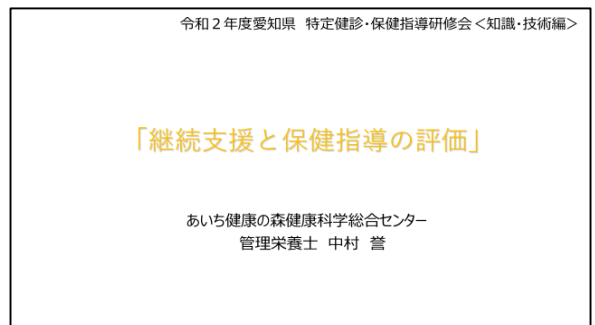 令和２年度愛知県 特定健診・保健指導研修会＜知識・技術編＞
「継続支援と保健指導の評価」
あいち健康の森健康科学総合センター
管理栄養士 中村 誉